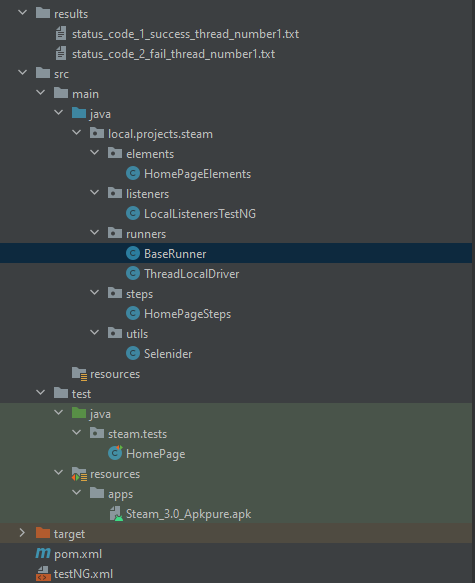 results
status_code_1_success_thread_number1.txt
status_code_2_fail_thread_number1.txt
src
main
java
local.projects.steam
elements
HomePageElements
listeners
LocalListenersTestNG
runners
BaseRunner
ThreadLocalDriver
steps
HomePageSteps
utils
Selenider
resources
test
java
steam.tests
HomePage
resources
apps
Steam_3.0_Apkpure.apk
target
pom.xml
testNG.xml